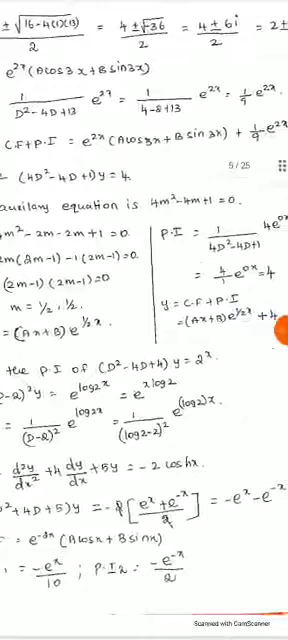 ± √16-4(1)(13) / 2 = 4 ± √-36 / 2 = 4 ± 6i / 2 = 2±
e^2x (A cos 3x + B sin 3x)
1 / D²-4D+13 e^2x = 1 / 4-8+13 e^2x = 1/9 e^2x.
C.F + P.I = e^2x (A cos 3x + B sin 3x) + 1/9 e^2x
5 / 25
(4D²-4D+1) y = 4.
auxilary equation is 4m²-4m+1 = 0.
m²-2m-2m+1 = 0
m(2m-1)-1(2m-1) = 0
(2m-1) (2m-1) = 0
m = 1/2, 1/2.
= (Ax+B) e^1/2x
P.I = 1 / 4D²-4D+1 4e^0x
= 4/1 e^0x = 4
y = C.F + P.I
= (Ax+B) e^1/2x + 4
the P.I of (D²-4D+4) y = 2^x.
D-2)² y = e^log2^x = e^x log 2
= 1 / (D-2)² e^log2^x = 1 / (log2-2)² e^(log2)x.
d²y/dx² + 4 dy/dx + 5y = -2 coshx.
D²+4D+5) y = -2 [e^x + e^-x / 2] = -e^x - e^-x
= e^-2x (A cos x + B sin x)
= -e^x / 10 ; P.I₂ = -e^-x / 2
Scanned with CamScanner